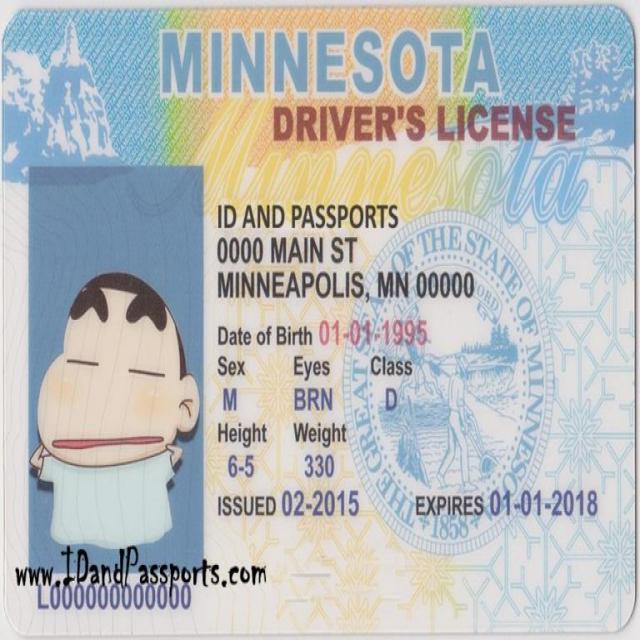 MINNESOTA
DRIVER'S LICENSE
Minnesota
ID AND PASSPORTS
0000 MAIN ST
MINNEAPOLIS, MN 00000
Date of Birth 01-01-1995
Sex Eyes Class
M BRN D
Height Weight
6-5 330
ISSUED 02-2015 EXPIRES 01-01-2018
THE GREAT SEAL OF THE STATE OF MINNESOTA
1858
www.IDandPassports.com
L000000000000